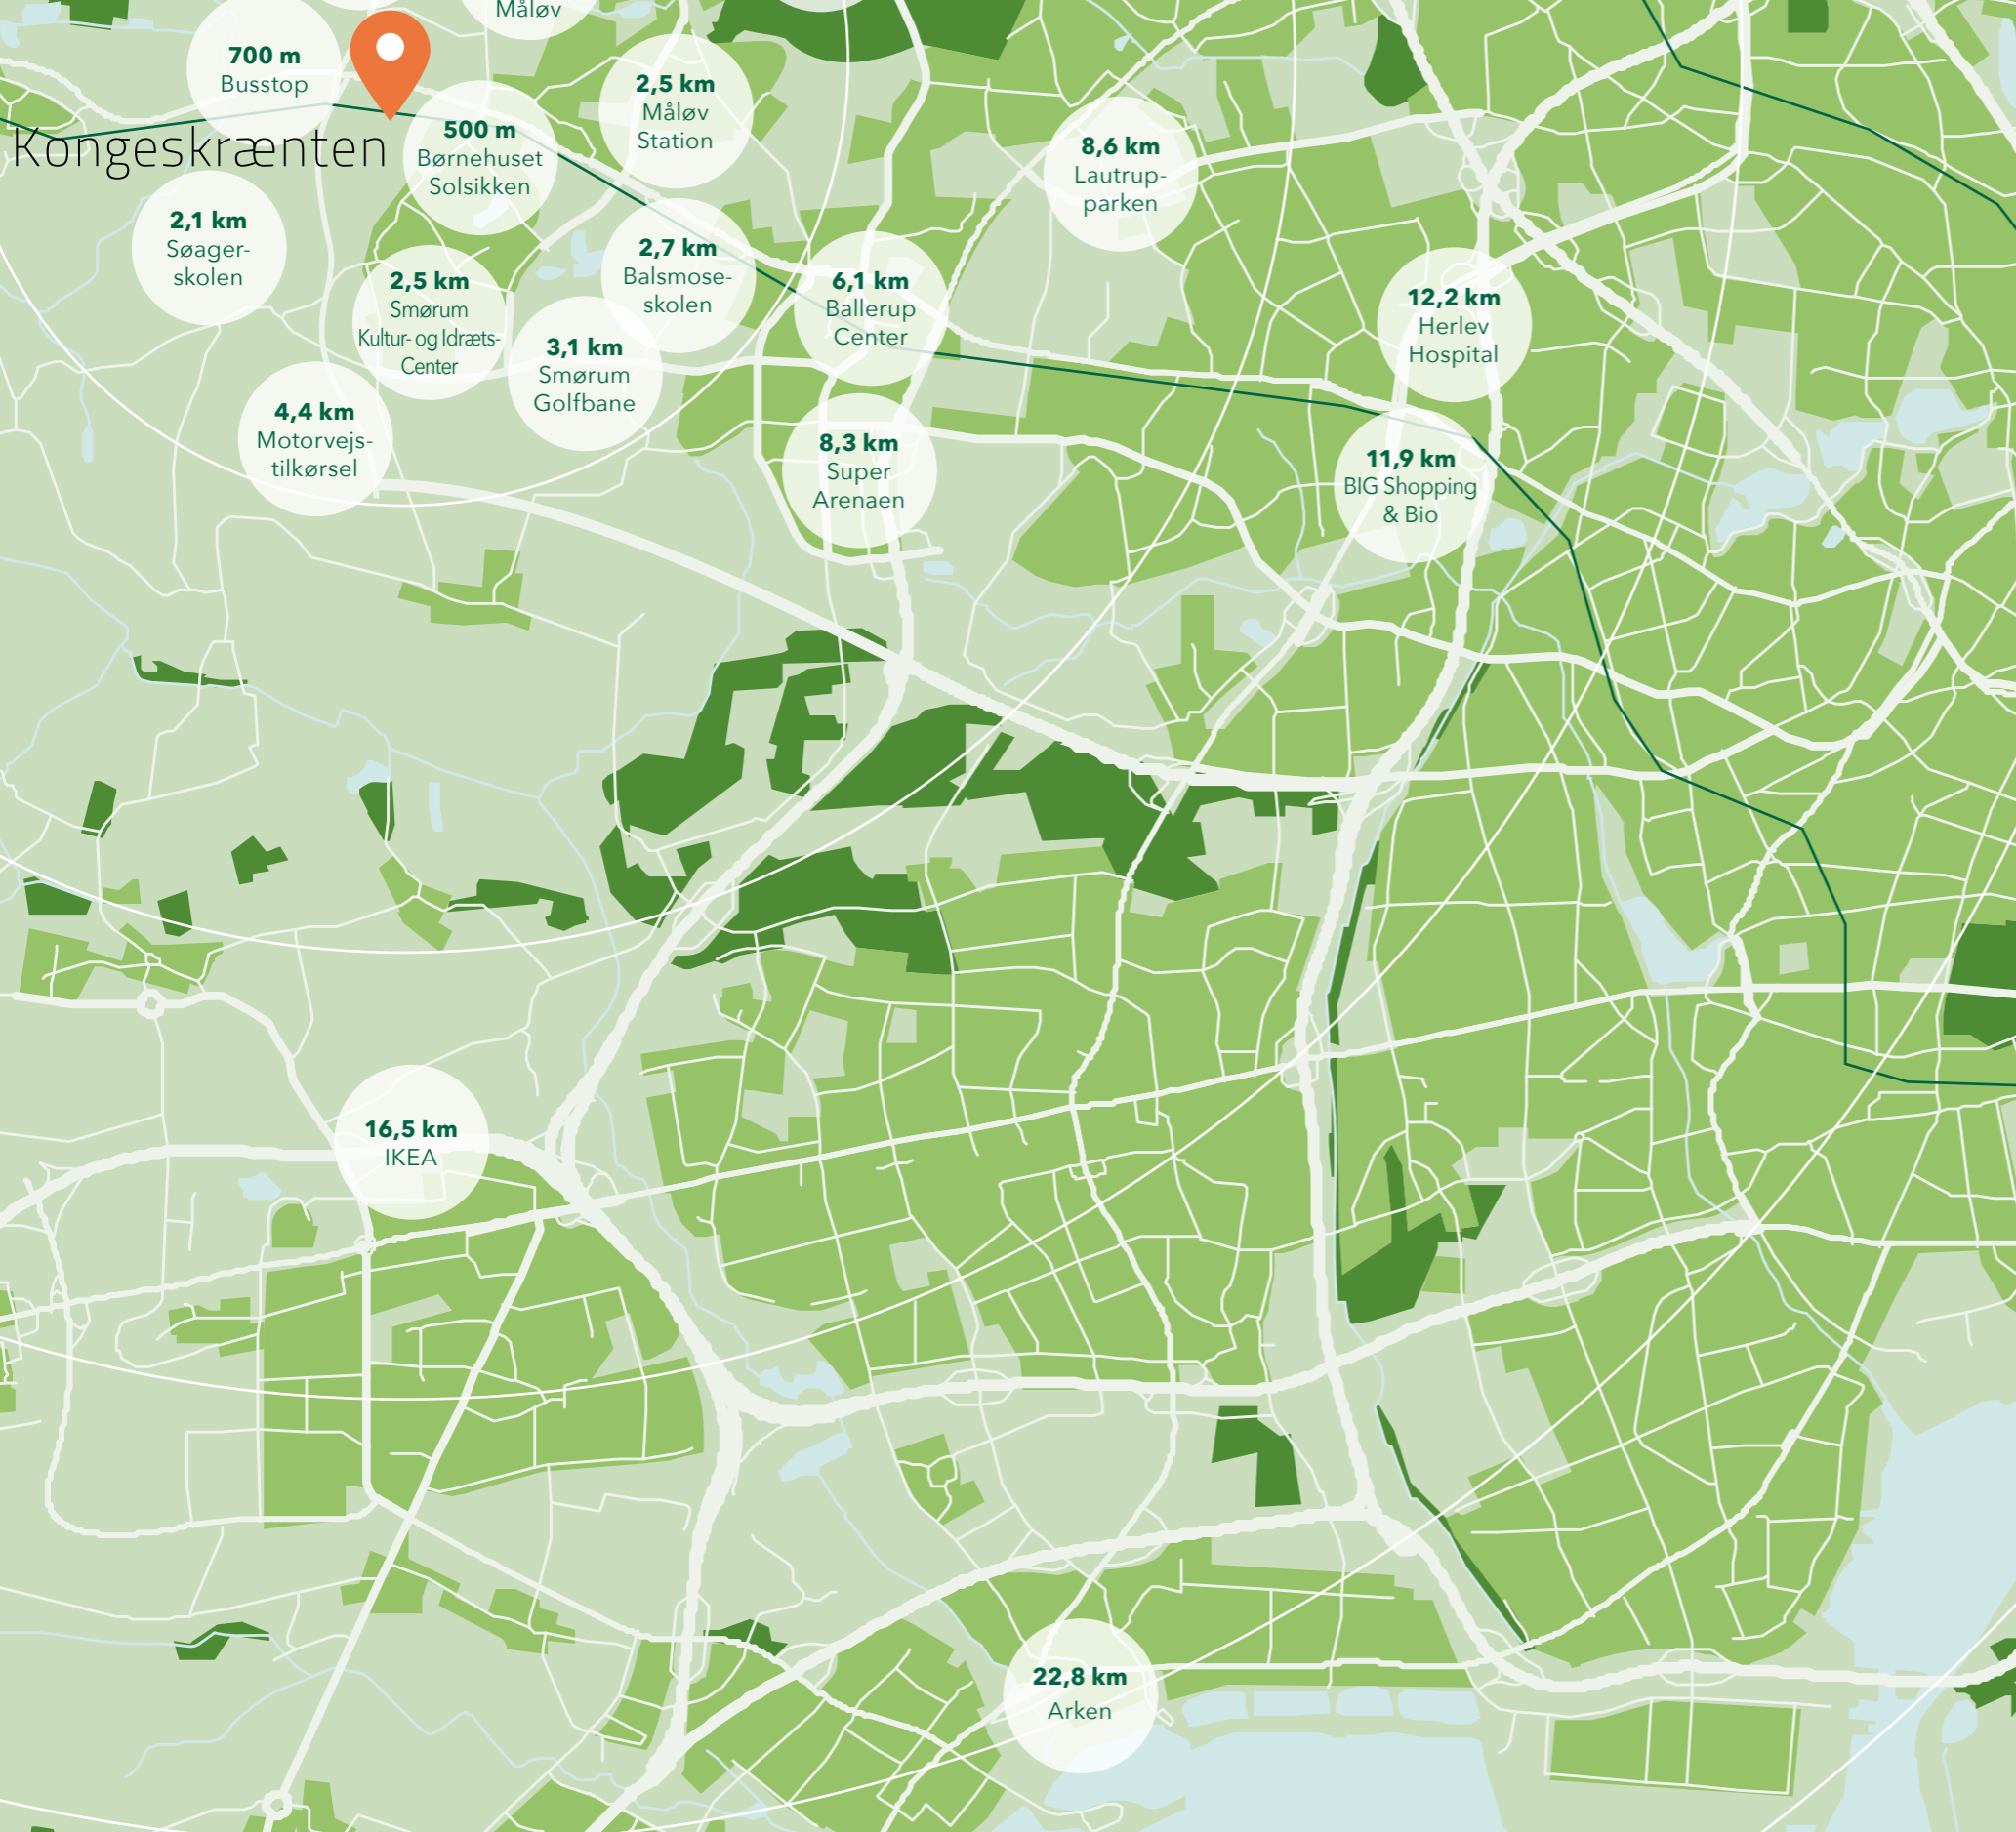 Måløv
700 m
Busstop
2,5 km
Måløv
Station
Kongeskrænten
500 m
Børnehuset
Solsikken
8,6 km
Lautrup-
parken
2,1 km
Søager-
skolen
2,5 km
Smørum
Kultur- og Idræts-
Center
2,7 km
Balsmose-
skolen
6,1 km
Ballerup
Center
12,2 km
Herlev
Hospital
3,1 km
Smørum
Golfbane
4,4 km
Motorvejs-
tilkørsel
8,3 km
Super
Arenaen
11,9 km
BIG Shopping
& Bio
16,5 km
IKEA
22,8 km
Arken